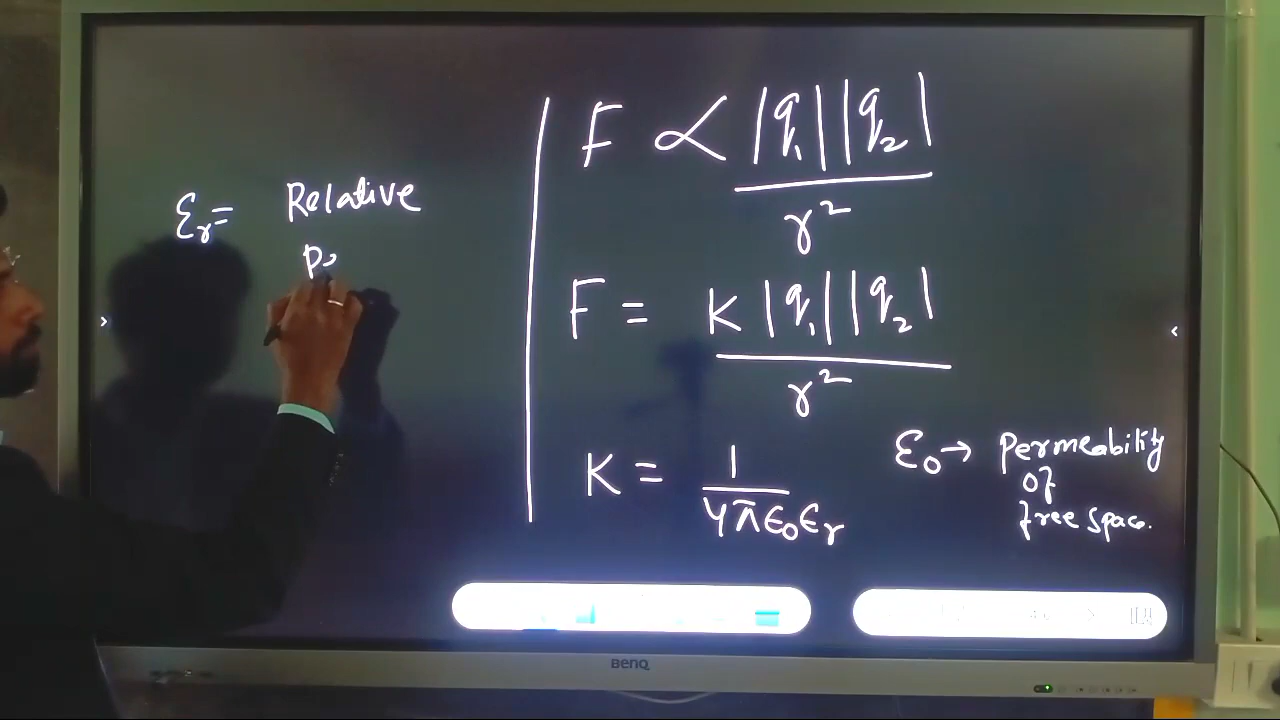 εᵣ = Relative
F ∝ |q₁||q₂|
r²
F = K|q₁||q₂|
r²
K = 1
4πε₀εᵣ
ε₀ → permeability
of
free space.
BenQ